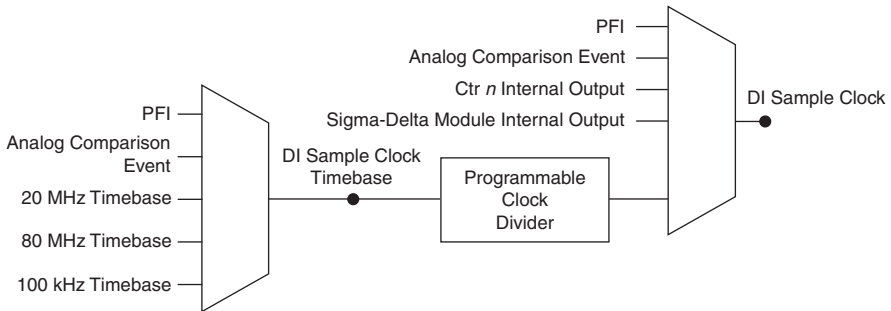 PFI
Analog Comparison Event
Ctr n Internal Output
Sigma-Delta Module Internal Output
DI Sample Clock
PFI
Analog Comparison
Event
20 MHz Timebase
80 MHz Timebase
100 kHz Timebase
DI Sample Clock
Timebase
Programmable
Clock
Divider